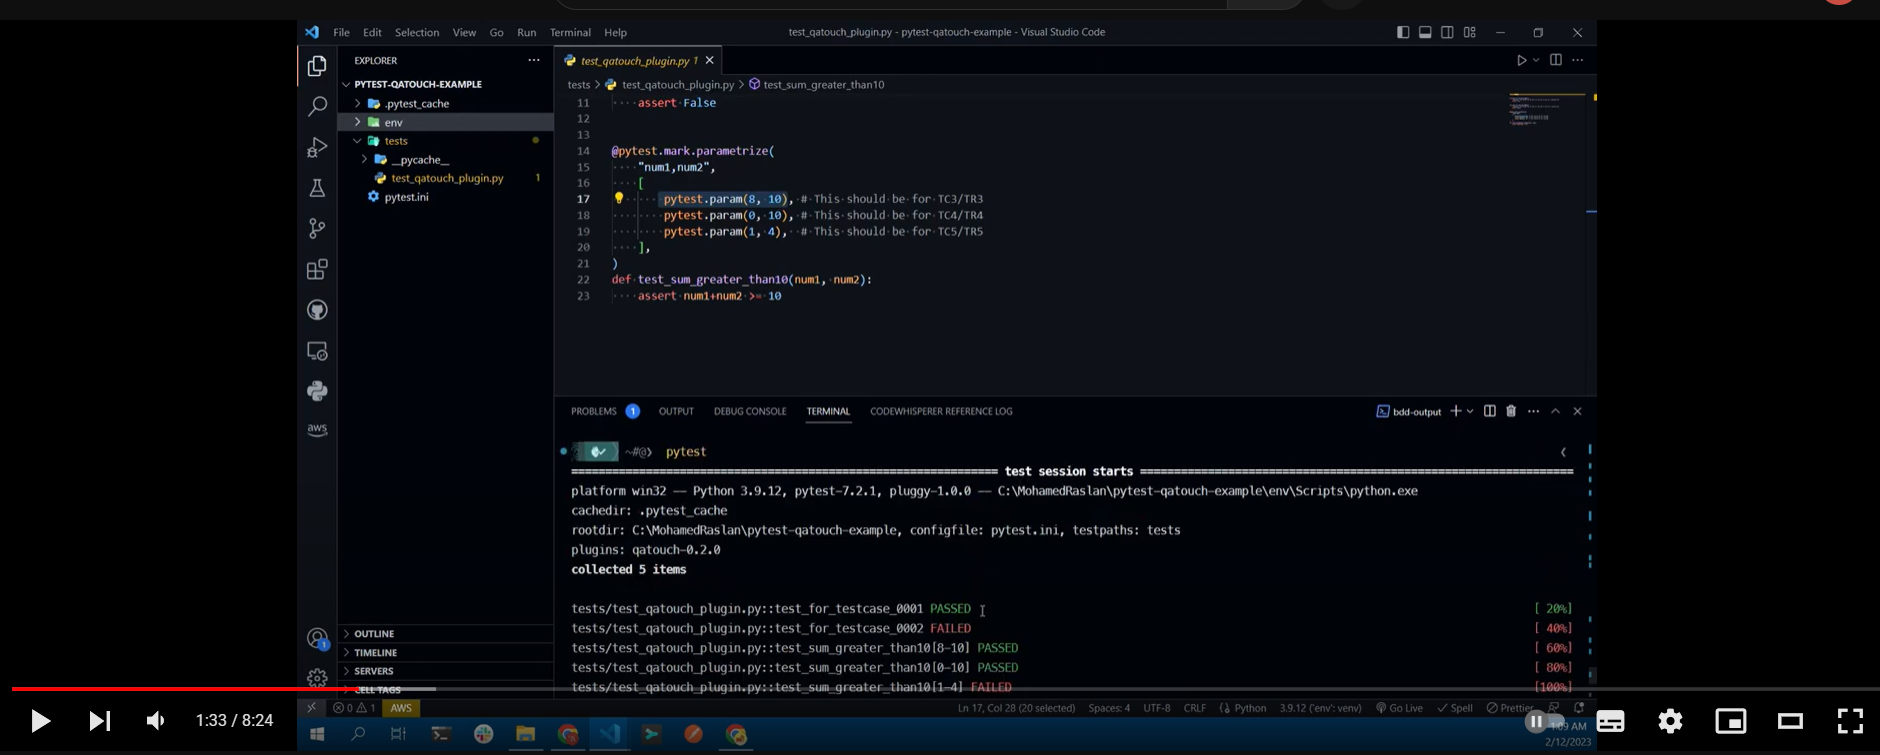 File Edit Selection View Go Run Terminal Help
test_qatouch_plugin.py - pytest-qatouch-example - Visual Studio Code
EXPLORER
PYTEST-QATOUCH-EXAMPLE
.pytest_cache
env
tests
__pycache__
test_qatouch_plugin.py 1
pytest.ini
OUTLINE
TIMELINE
SERVERS
CELL TAGS
aws
1
test_qatouch_plugin.py 1
tests > test_qatouch_plugin.py > test_sum_greater_than10
11 assert False
12
13
14 @pytest.mark.parametrize(
15 "num1,num2",
16 [
17 pytest.param(8, 10), # This should be for TC3/TR3
18 pytest.param(0, 10), # This should be for TC4/TR4
19 pytest.param(1, 4), # This should be for TC5/TR5
20 ],
21 )
22 def test_sum_greater_than10(num1, num2):
23 assert num1+num2 >= 10
PROBLEMS 1 OUTPUT DEBUG CONSOLE TERMINAL CODEWHISPERER REFERENCE LOG
bdd-output
~#@> pytest
test session starts
platform win32 -- Python 3.9.12, pytest-7.2.1, pluggy-1.0.0 -- C:\MohamedRaslan\pytest-qatouch-example\env\Scripts\python.exe
cachedir: .pytest_cache
rootdir: C:\MohamedRaslan\pytest-qatouch-example, configfile: pytest.ini, testpaths: tests
plugins: qatouch-0.2.0
collected 5 items
tests/test_qatouch_plugin.py::test_for_testcase_0001 PASSED [ 20%]
tests/test_qatouch_plugin.py::test_for_testcase_0002 FAILED [ 40%]
tests/test_qatouch_plugin.py::test_sum_greater_than10[8-10] PASSED [ 60%]
tests/test_qatouch_plugin.py::test_sum_greater_than10[0-10] PASSED [ 80%]
tests/test_qatouch_plugin.py::test_sum_greater_than10[1-4] FAILED [100%]
0 1 AWS
Ln 17, Col 28 (20 selected) Spaces: 4 UTF-8 CRLF Python 3.9.12 ('env': venv) Go Live Spell Prettier
1:33 / 8:24
1:09 AM
2/12/2023